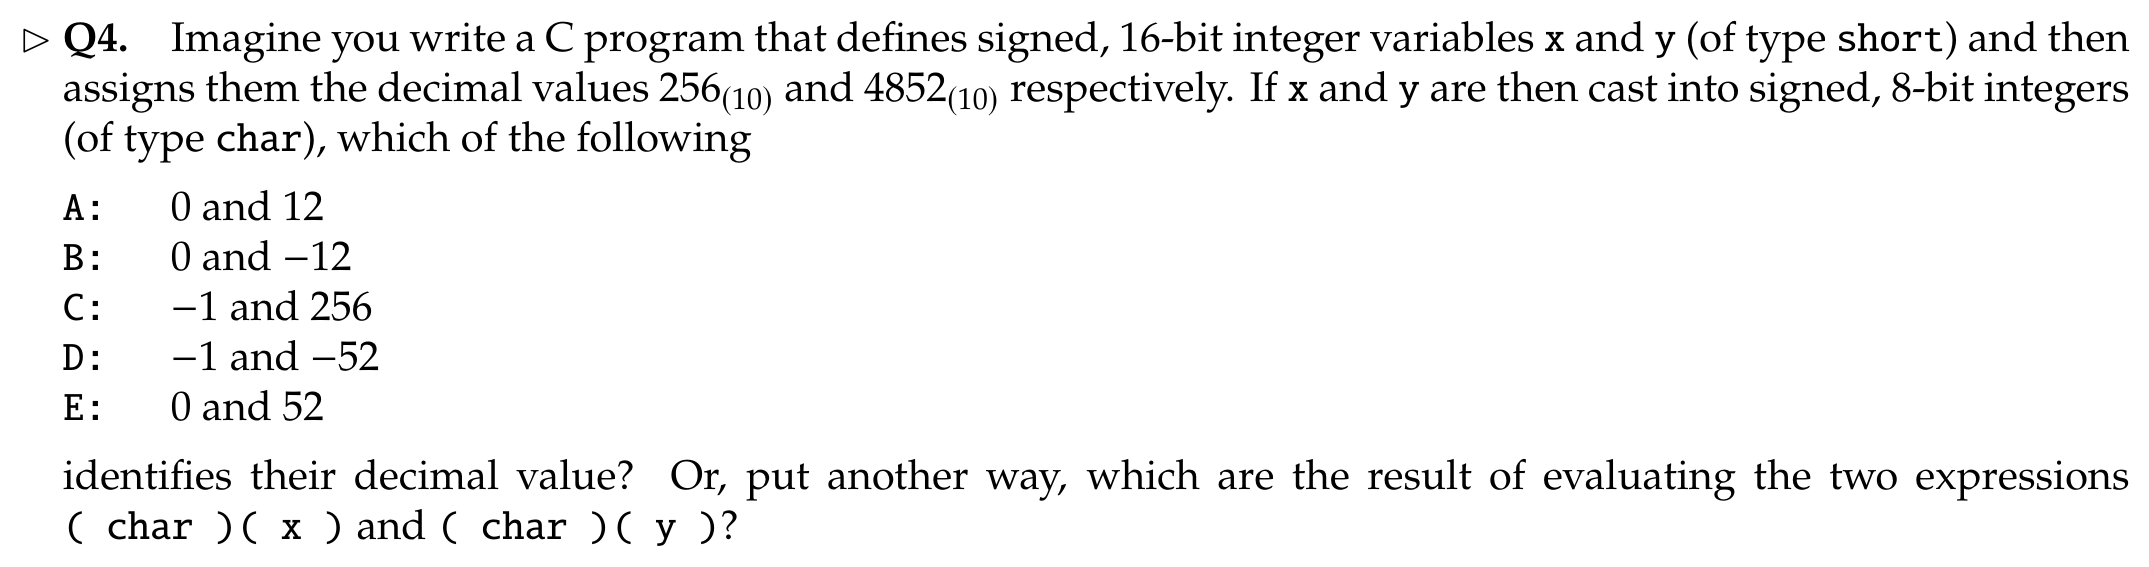 ▷ Q4. Imagine you write a C program that defines signed, 16-bit integer variables x and y (of type short) and then
assigns them the decimal values 256(10) and 4852(10) respectively. If x and y are then cast into signed, 8-bit integers
(of type char), which of the following
A: 0 and 12
B: 0 and −12
C: −1 and 256
D: −1 and −52
E: 0 and 52
identifies their decimal value? Or, put another way, which are the result of evaluating the two expressions
( char )( x ) and ( char )( y )?